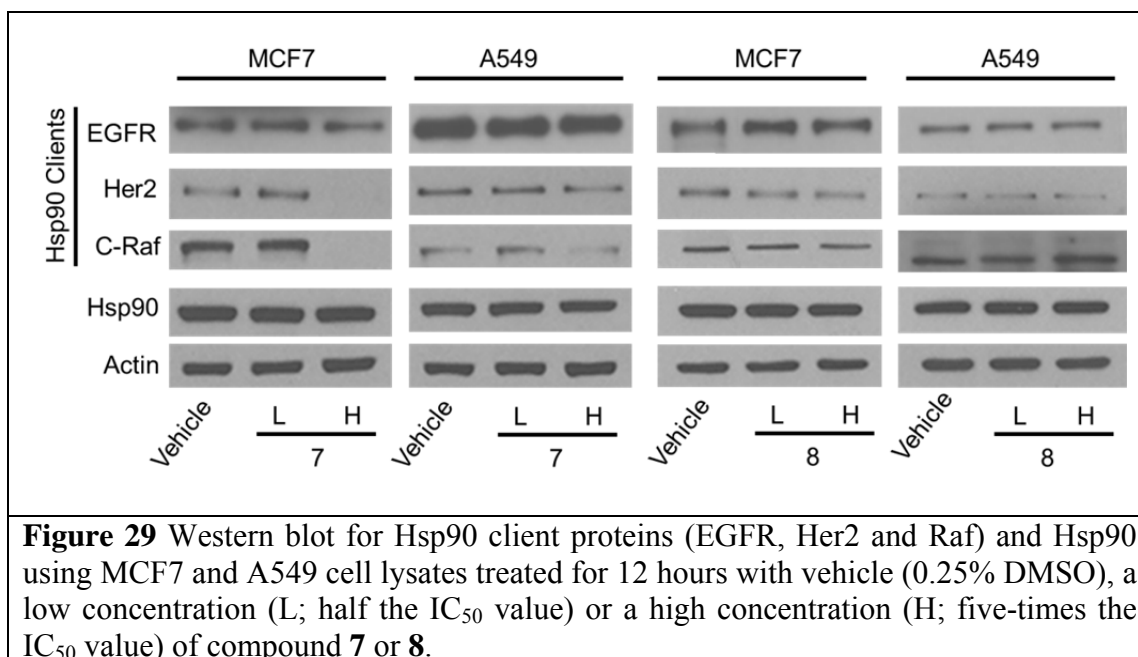 MCF7 A549 MCF7 A549
Hsp90 Clients
EGFR
Her2
C-Raf
Hsp90
Actin
Vehicle L H Vehicle L H Vehicle L H Vehicle L H
7 7 8 8
Figure 29 Western blot for Hsp90 client proteins (EGFR, Her2 and Raf) and Hsp90
using MCF7 and A549 cell lysates treated for 12 hours with vehicle (0.25% DMSO), a
low concentration (L; half the IC50 value) or a high concentration (H; five-times the
IC50 value) of compound 7 or 8.